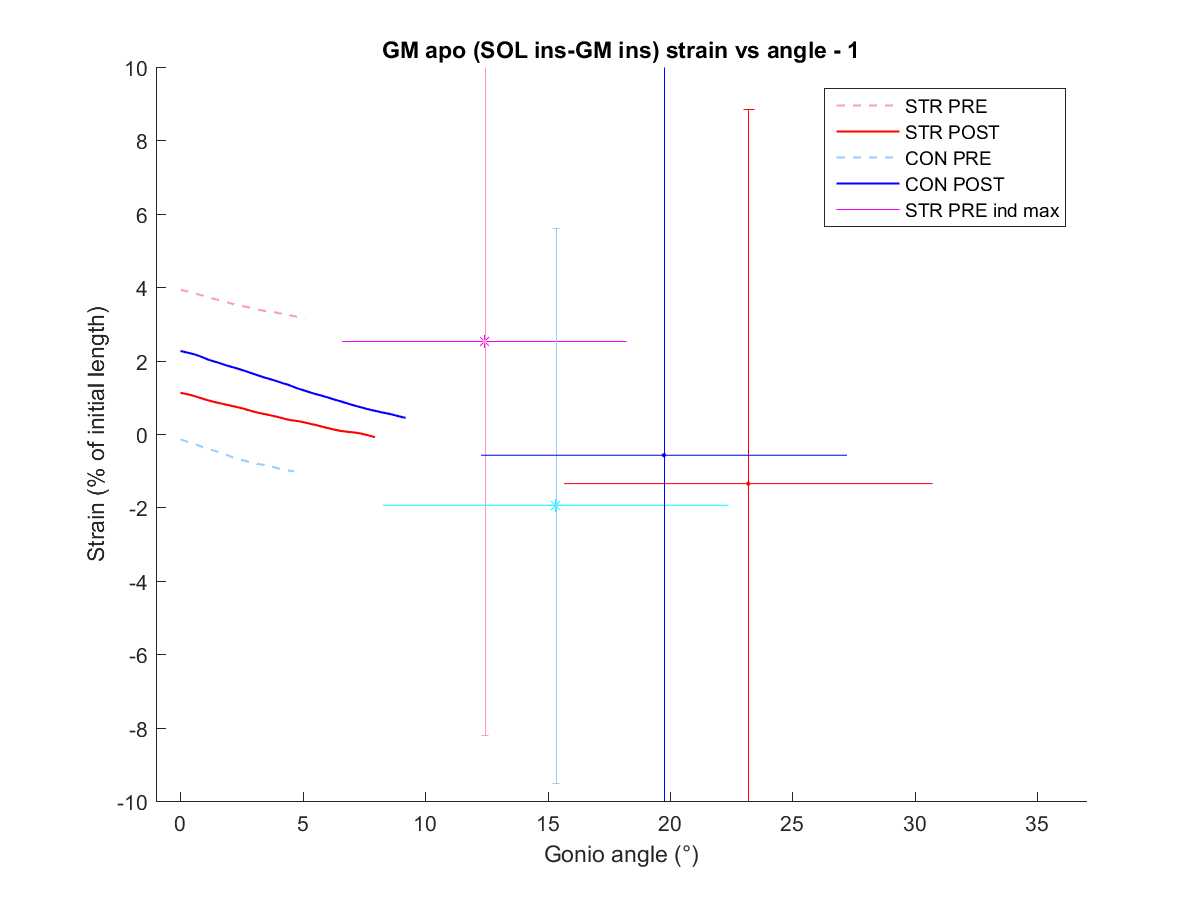 GM apo (SOL ins-GM ins) strain vs angle - 1
10
8
6
4
2
0
-2
-4
-6
-8
-10
Strain (% of initial length)
STR PRE
STR POST
CON PRE
CON POST
STR PRE ind max
0 5 10 15 20 25 30 35
Gonio angle (°)